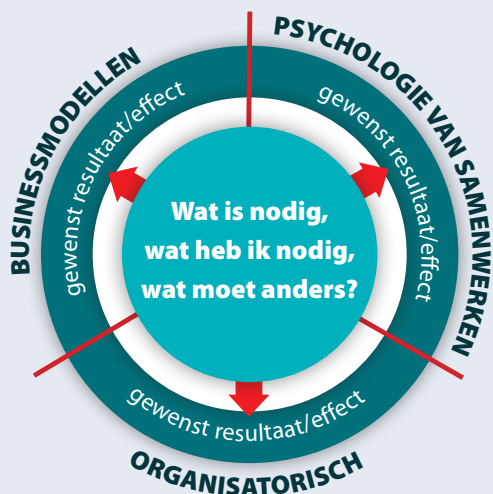 BUSINESSMODELLEN
gewenst resultaat/effect
PSYCHOLOGIE VAN SAMENWERKEN
gewenst resultaat/effect
Wat is nodig,
wat heb ik nodig,
wat moet anders?
gewenst resultaat/effect
ORGANISATORISCH